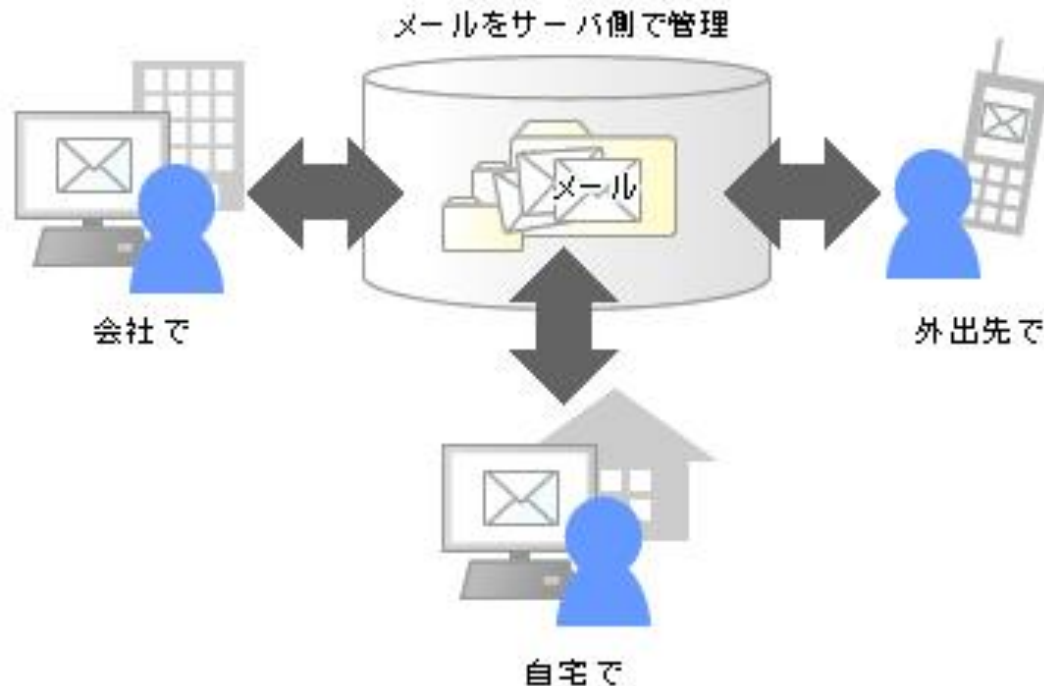 メールをサーバ側で管理
メール
会社で
外出先で
自宅で